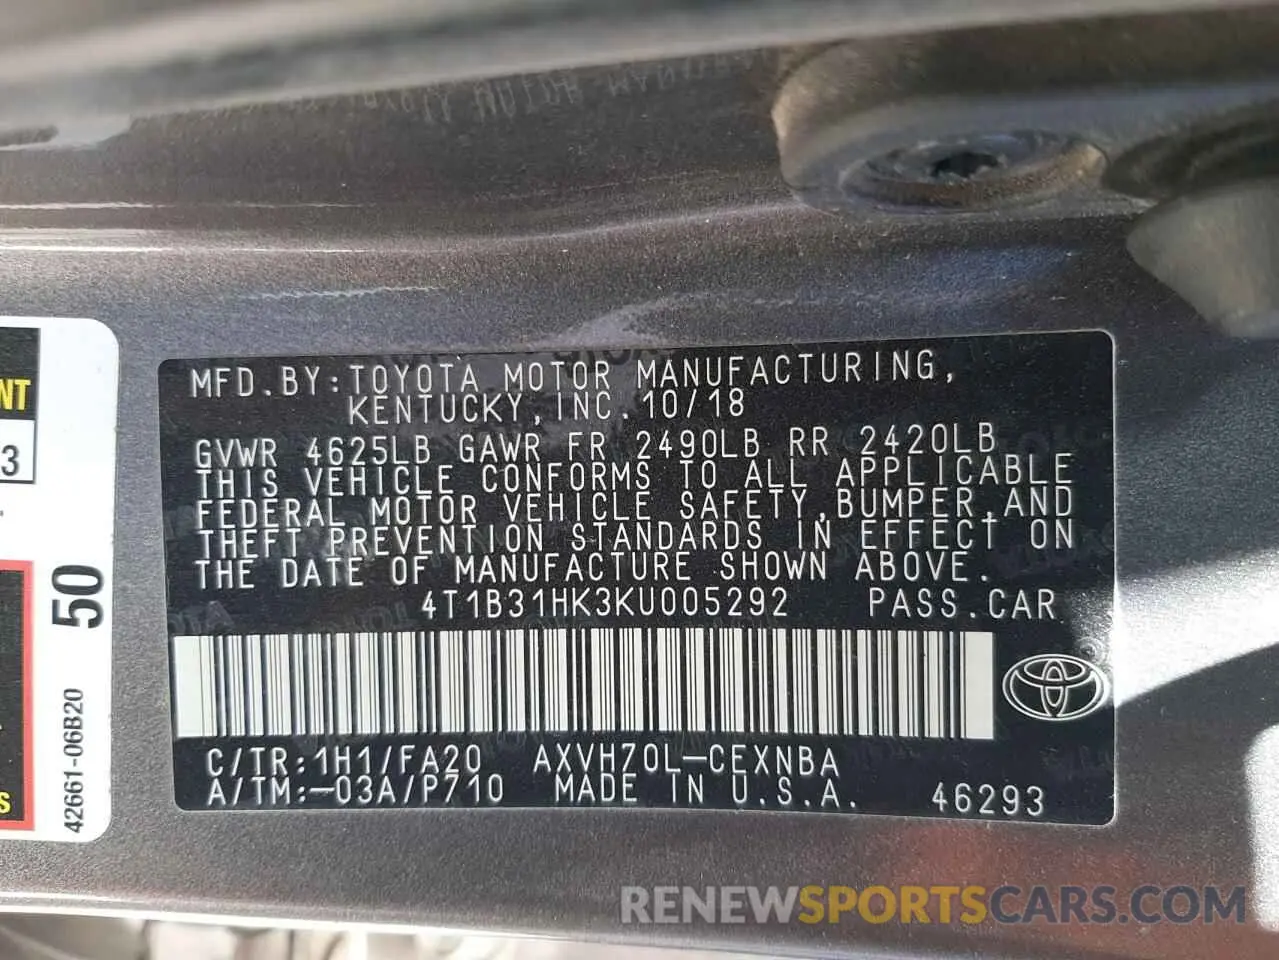 MFD.BY:TOYOTA MOTOR MANUFACTURING,
KENTUCKY,INC.10/18
GVWR 4625LB GAWR FR 2490LB RR 2420LB
THIS VEHICLE CONFORMS TO ALL APPLICABLE
FEDERAL MOTOR VEHICLE SAFETY,BUMPER,AND
THEFT PREVENTION STANDARDS IN EFFECT ON
THE DATE OF MANUFACTURE SHOWN ABOVE.
4T1B31HK3KU005292 PASS.CAR
C/TR:1H1/FA20 AXVH70L-CEXNBA
A/TM:-03A/P710 MADE IN U.S.A. 46293
NT
3
50
42661-06B20
S
RENEWSPORTSCARS.COM